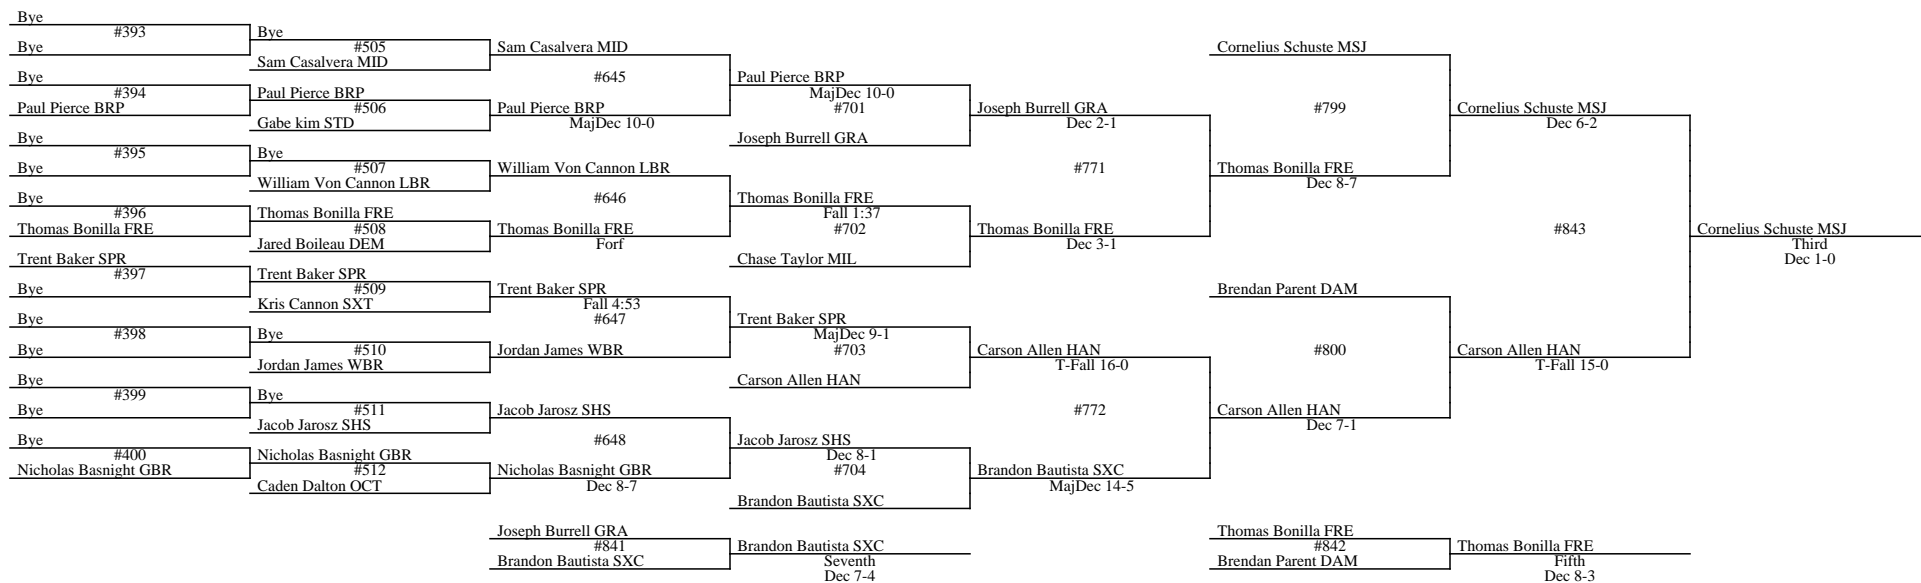 Bye
#393
Bye
Bye
#394
Paul Pierce BRP
Bye
#395
Bye
Bye
#396
Thomas Bonilla FRE
Trent Baker SPR
#397
Bye
Bye
#398
Bye
Bye
#399
Bye
Bye
#400
Nicholas Basnight GBR
Bye
#505
Sam Casalvera MID
Paul Pierce BRP
#506
Gabe kim STD
Bye
#507
William Von Cannon LBR
Thomas Bonilla FRE
#508
Jared Boileau DEM
Trent Baker SPR
#509
Kris Cannon SXT
Bye
#510
Jordan James WBR
Bye
#511
Jacob Jarosz SHS
Nicholas Basnight GBR
#512
Caden Dalton OCT
Sam Casalvera MID
#645
Paul Pierce BRP
MajDec 10-0
William Von Cannon LBR
#646
Thomas Bonilla FRE
Forf
Trent Baker SPR
Fall 4:53
#647
Jordan James WBR
Jacob Jarosz SHS
#648
Nicholas Basnight GBR
Dec 8-7
Paul Pierce BRP
MajDec 10-0
#701
Joseph Burrell GRA
Thomas Bonilla FRE
Fall 1:37
#702
Chase Taylor MIL
Trent Baker SPR
MajDec 9-1
#703
Carson Allen HAN
Jacob Jarosz SHS
Dec 8-1
#704
Brandon Bautista SXC
Joseph Burrell GRA
Dec 2-1
#771
Thomas Bonilla FRE
Dec 3-1
Carson Allen HAN
T-Fall 16-0
#772
Brandon Bautista SXC
MajDec 14-5
Cornelius Schuste MSJ
#799
Thomas Bonilla FRE
Dec 8-7
Brendan Parent DAM
#800
Carson Allen HAN
Dec 7-1
Cornelius Schuste MSJ
Dec 6-2
#843
Carson Allen HAN
T-Fall 15-0
Cornelius Schuste MSJ
Third
Dec 1-0
Joseph Burrell GRA
#841
Brandon Bautista SXC
Brandon Bautista SXC
Seventh
Dec 7-4
Thomas Bonilla FRE
#842
Brendan Parent DAM
Thomas Bonilla FRE
Fifth
Dec 8-3